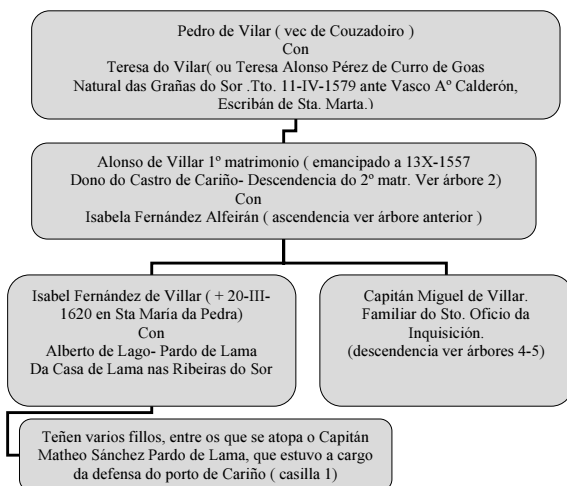 Pedro de Vilar ( vec de Couzadoiro )
Con
Teresa do Vilar( ou Teresa Alonso Pérez de Curro de Goas
Natural das Grañas do Sor .Tto. 11-IV-1579 ante Vasco Aº Calderón,
Escribán de Sta. Marta.)
Alonso de Villar 1º matrimonio ( emancipado a 13X-1557
Dono do Castro de Cariño- Descendencia do 2º matr. Ver árbore 2)
Con
Isabela Fernández Alfeirán ( ascendencia ver árbore anterior )
Isabel Fernández de Villar ( + 20-III-
1620 en Sta María da Pedra)
Con
Alberto de Lago- Pardo de Lama
Da Casa de Lama nas Ribeiras do Sor
Capitán Miguel de Villar.
Familiar do Sto. Oficio da
Inquisición.
(descendencia ver árbores 4-5)
Teñen varios fillos, entre os que se atopa o Capitán
Matheo Sánchez Pardo de Lama, que estuvo a cargo
da defensa do porto de Cariño ( casilla 1)